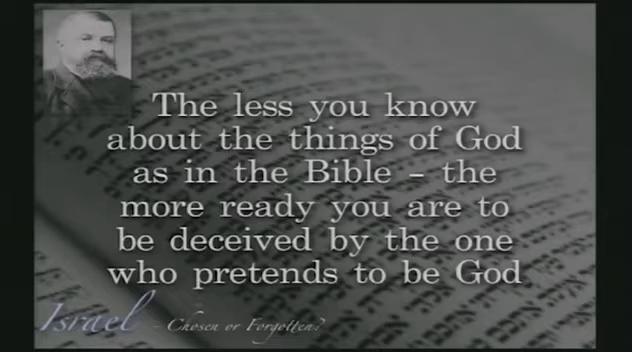 The less you know
about the things of God
as in the Bible – the
more ready you are to
be deceived by the one
who pretends to be God
Israel – Chosen or Forgotten?